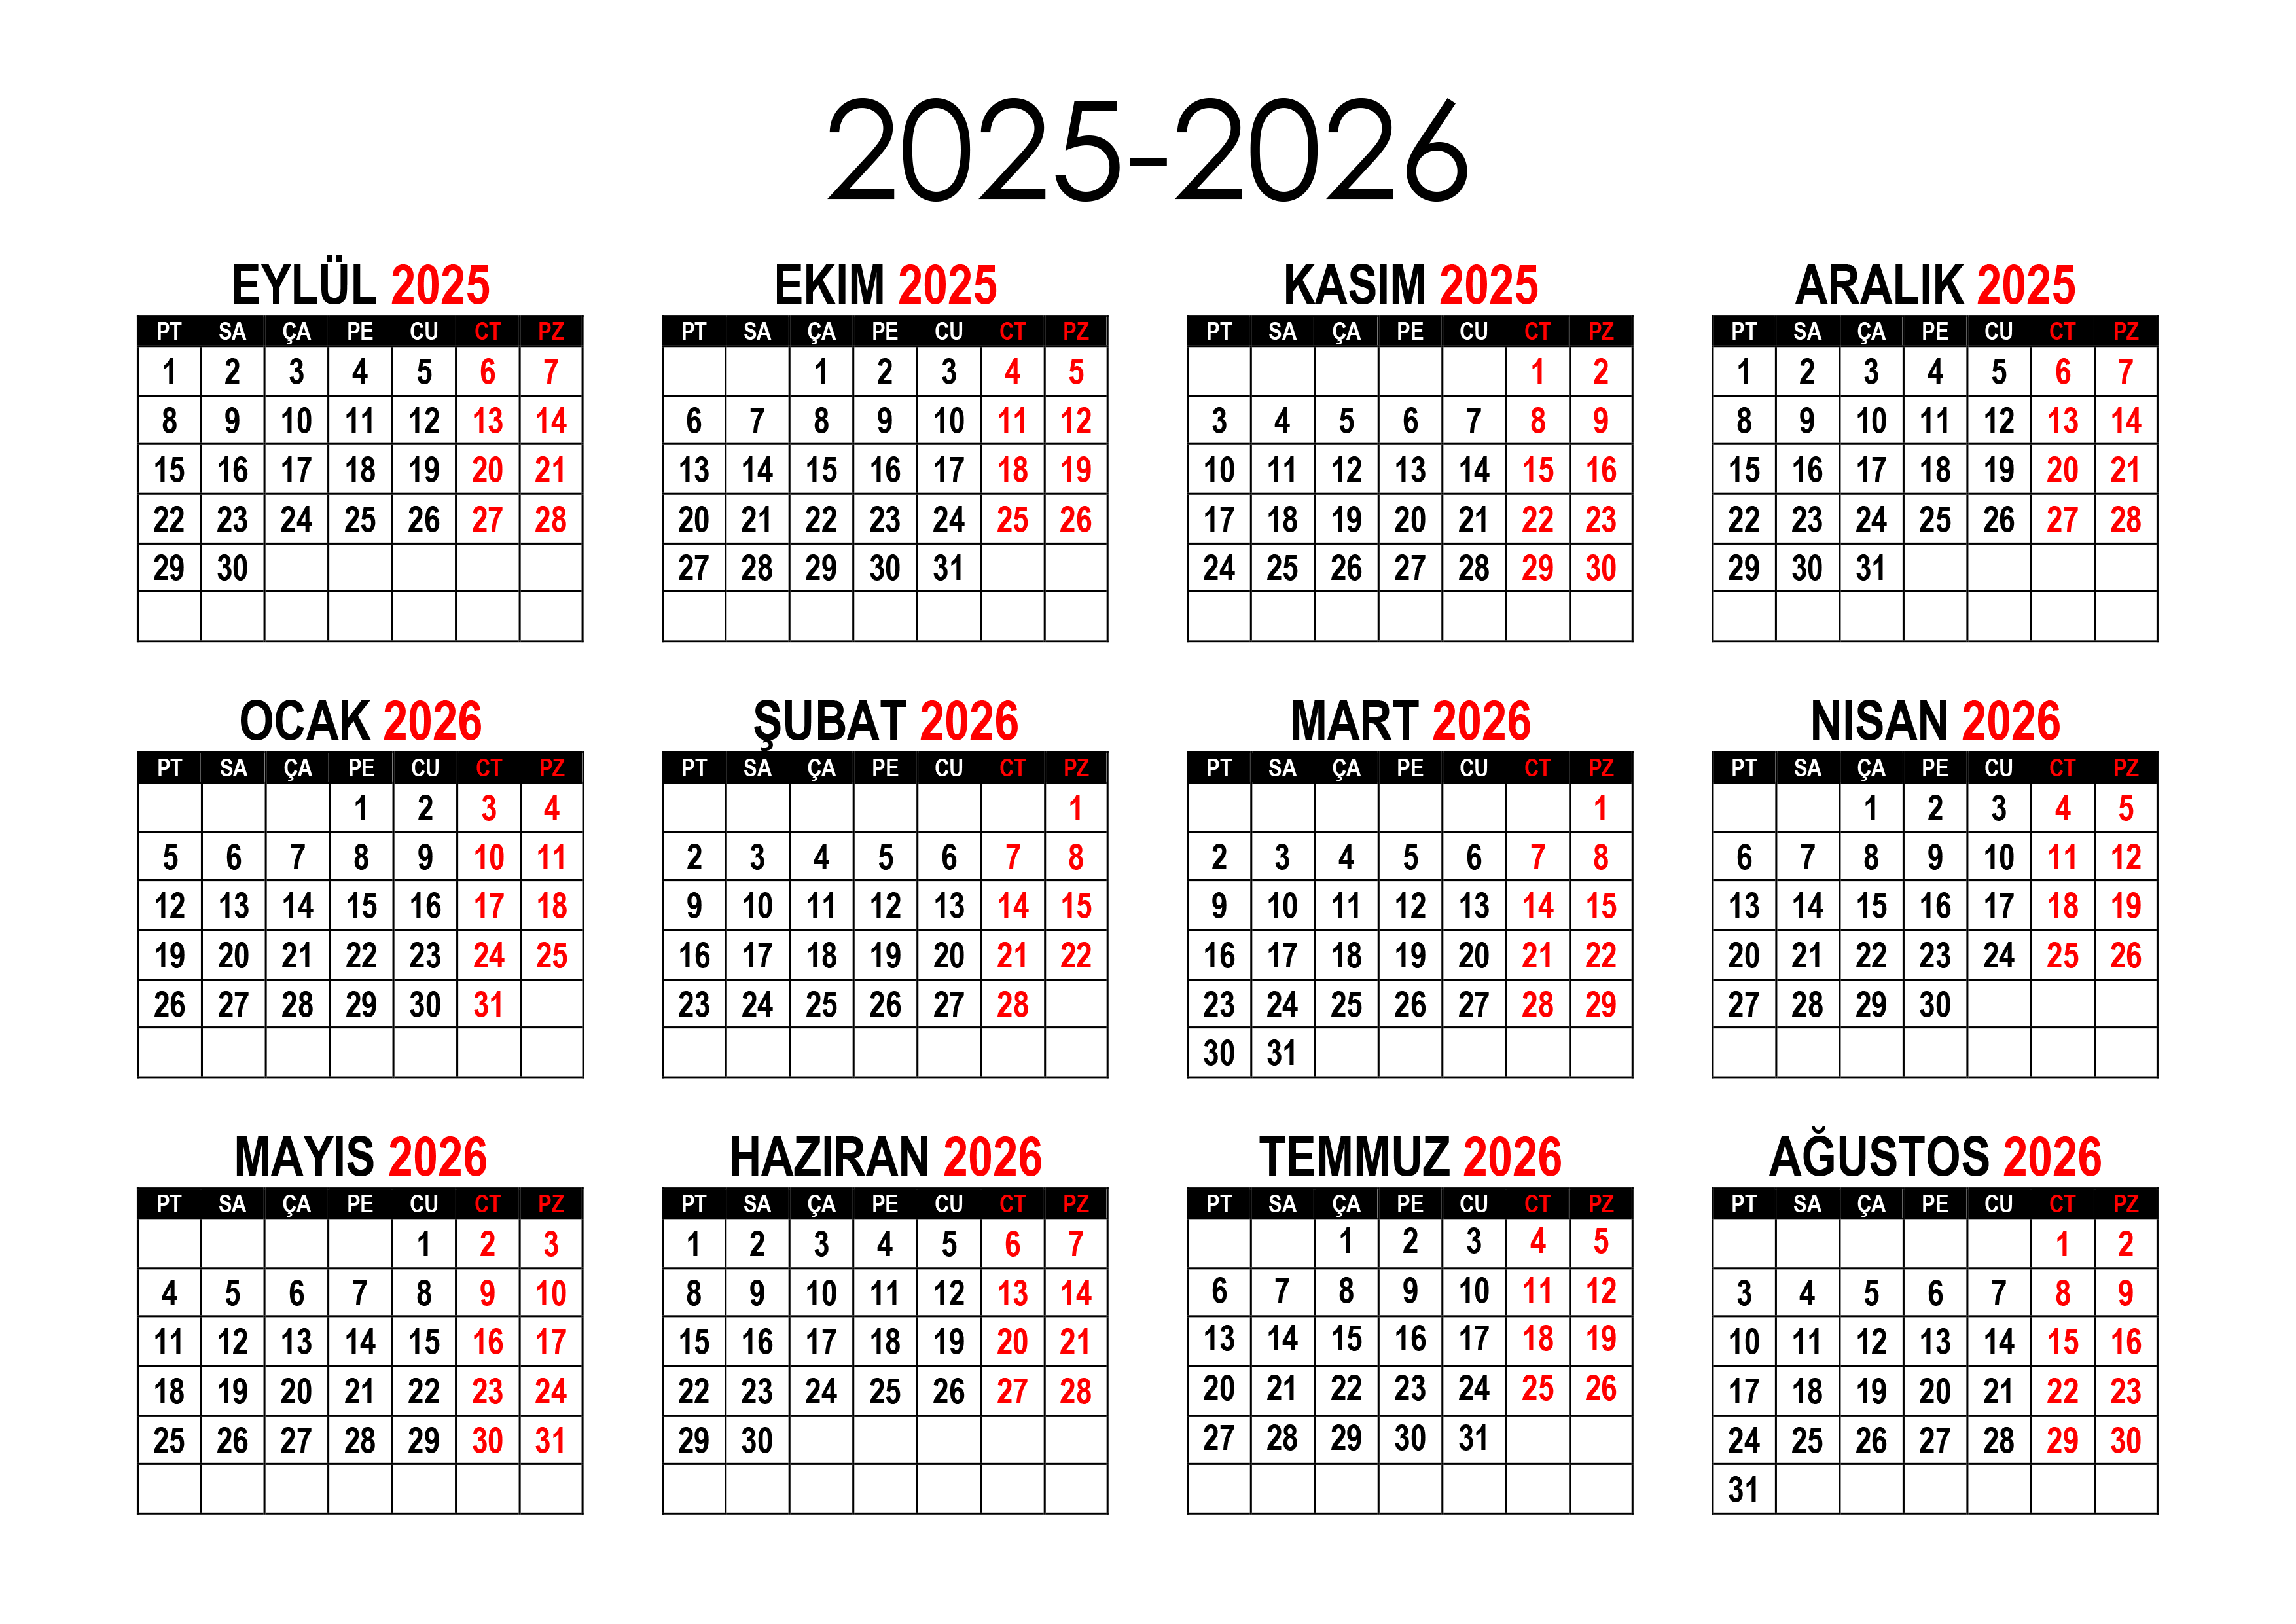 2025-2026
EYLÜL 2025
PT SA ÇA PE CU CT PZ
1 2 3 4 5 6 7
8 9 10 11 12 13 14
15 16 17 18 19 20 21
22 23 24 25 26 27 28
29 30
EKIM 2025
PT SA ÇA PE CU CT PZ
1 2 3 4 5
6 7 8 9 10 11 12
13 14 15 16 17 18 19
20 21 22 23 24 25 26
27 28 29 30 31
KASIM 2025
PT SA ÇA PE CU CT PZ
1 2
3 4 5 6 7 8 9
10 11 12 13 14 15 16
17 18 19 20 21 22 23
24 25 26 27 28 29 30
ARALIK 2025
PT SA ÇA PE CU CT PZ
1 2 3 4 5 6 7
8 9 10 11 12 13 14
15 16 17 18 19 20 21
22 23 24 25 26 27 28
29 30 31
OCAK 2026
PT SA ÇA PE CU CT PZ
1 2 3 4
5 6 7 8 9 10 11
12 13 14 15 16 17 18
19 20 21 22 23 24 25
26 27 28 29 30 31
ŞUBAT 2026
PT SA ÇA PE CU CT PZ
1
2 3 4 5 6 7 8
9 10 11 12 13 14 15
16 17 18 19 20 21 22
23 24 25 26 27 28
MART 2026
PT SA ÇA PE CU CT PZ
1
2 3 4 5 6 7 8
9 10 11 12 13 14 15
16 17 18 19 20 21 22
23 24 25 26 27 28 29
30 31
NISAN 2026
PT SA ÇA PE CU CT PZ
1 2 3 4 5
6 7 8 9 10 11 12
13 14 15 16 17 18 19
20 21 22 23 24 25 26
27 28 29 30
MAYIS 2026
PT SA ÇA PE CU CT PZ
1 2 3
4 5 6 7 8 9 10
11 12 13 14 15 16 17
18 19 20 21 22 23 24
25 26 27 28 29 30 31
HAZIRAN 2026
PT SA ÇA PE CU CT PZ
1 2 3 4 5 6 7
8 9 10 11 12 13 14
15 16 17 18 19 20 21
22 23 24 25 26 27 28
29 30
TEMMUZ 2026
PT SA ÇA PE CU CT PZ
1 2 3 4 5
6 7 8 9 10 11 12
13 14 15 16 17 18 19
20 21 22 23 24 25 26
27 28 29 30 31
AĞUSTOS 2026
PT SA ÇA PE CU CT PZ
1 2
3 4 5 6 7 8 9
10 11 12 13 14 15 16
17 18 19 20 21 22 23
24 25 26 27 28 29 30
31